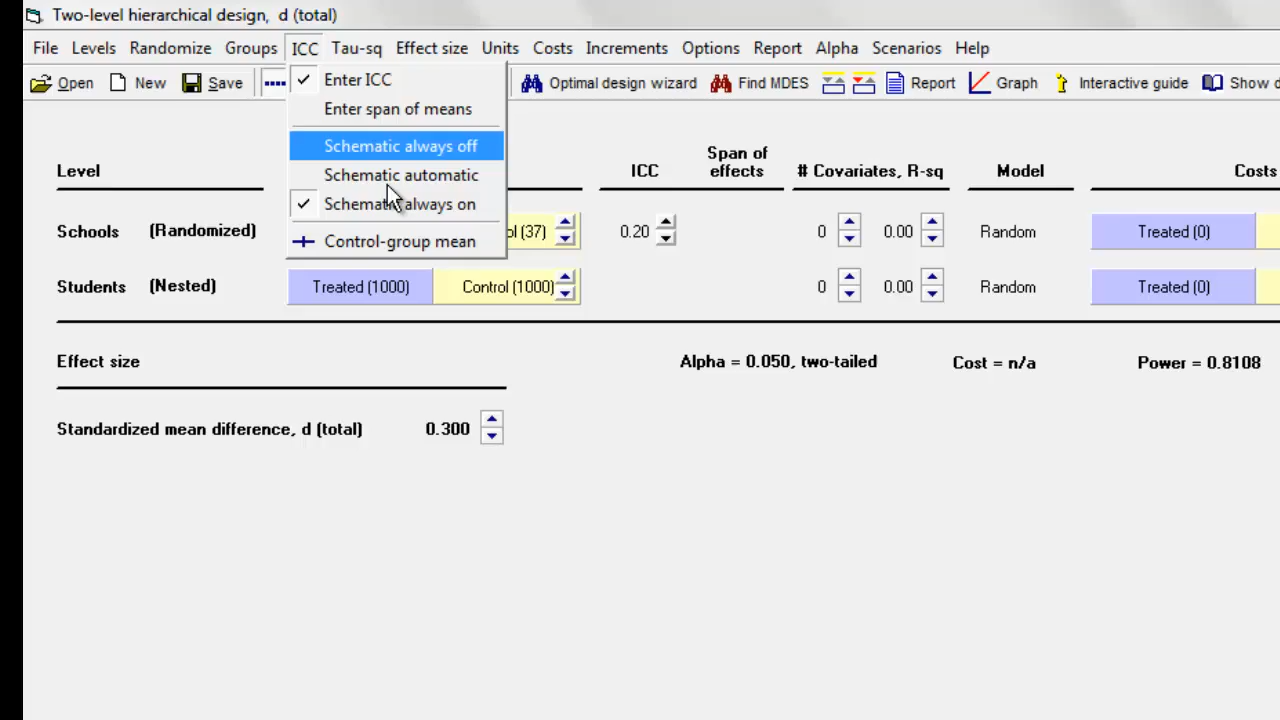 Two-level hierarchical design, d (total)
File Levels Randomize Groups ICC Tau-sq Effect size Units Costs Increments Options Report Alpha Scenarios Help
Open New Save Optimal design wizard Find MDES Report Graph Interactive guide Show d
Enter ICC
Enter span of means
Schematic always off
Schematic automatic
Schematic always on
Control-group mean
Level ICC Span of effects # Covariates, R-sq Model Costs
Schools (Randomized) ol (37) 0.20 0 0.00 Random Treated (0)
Students (Nested) Treated (1000) Control (1000) 0 0.00 Random Treated (0)
Effect size Alpha = 0.050, two-tailed Cost = n/a Power = 0.8108
Standardized mean difference, d (total) 0.300